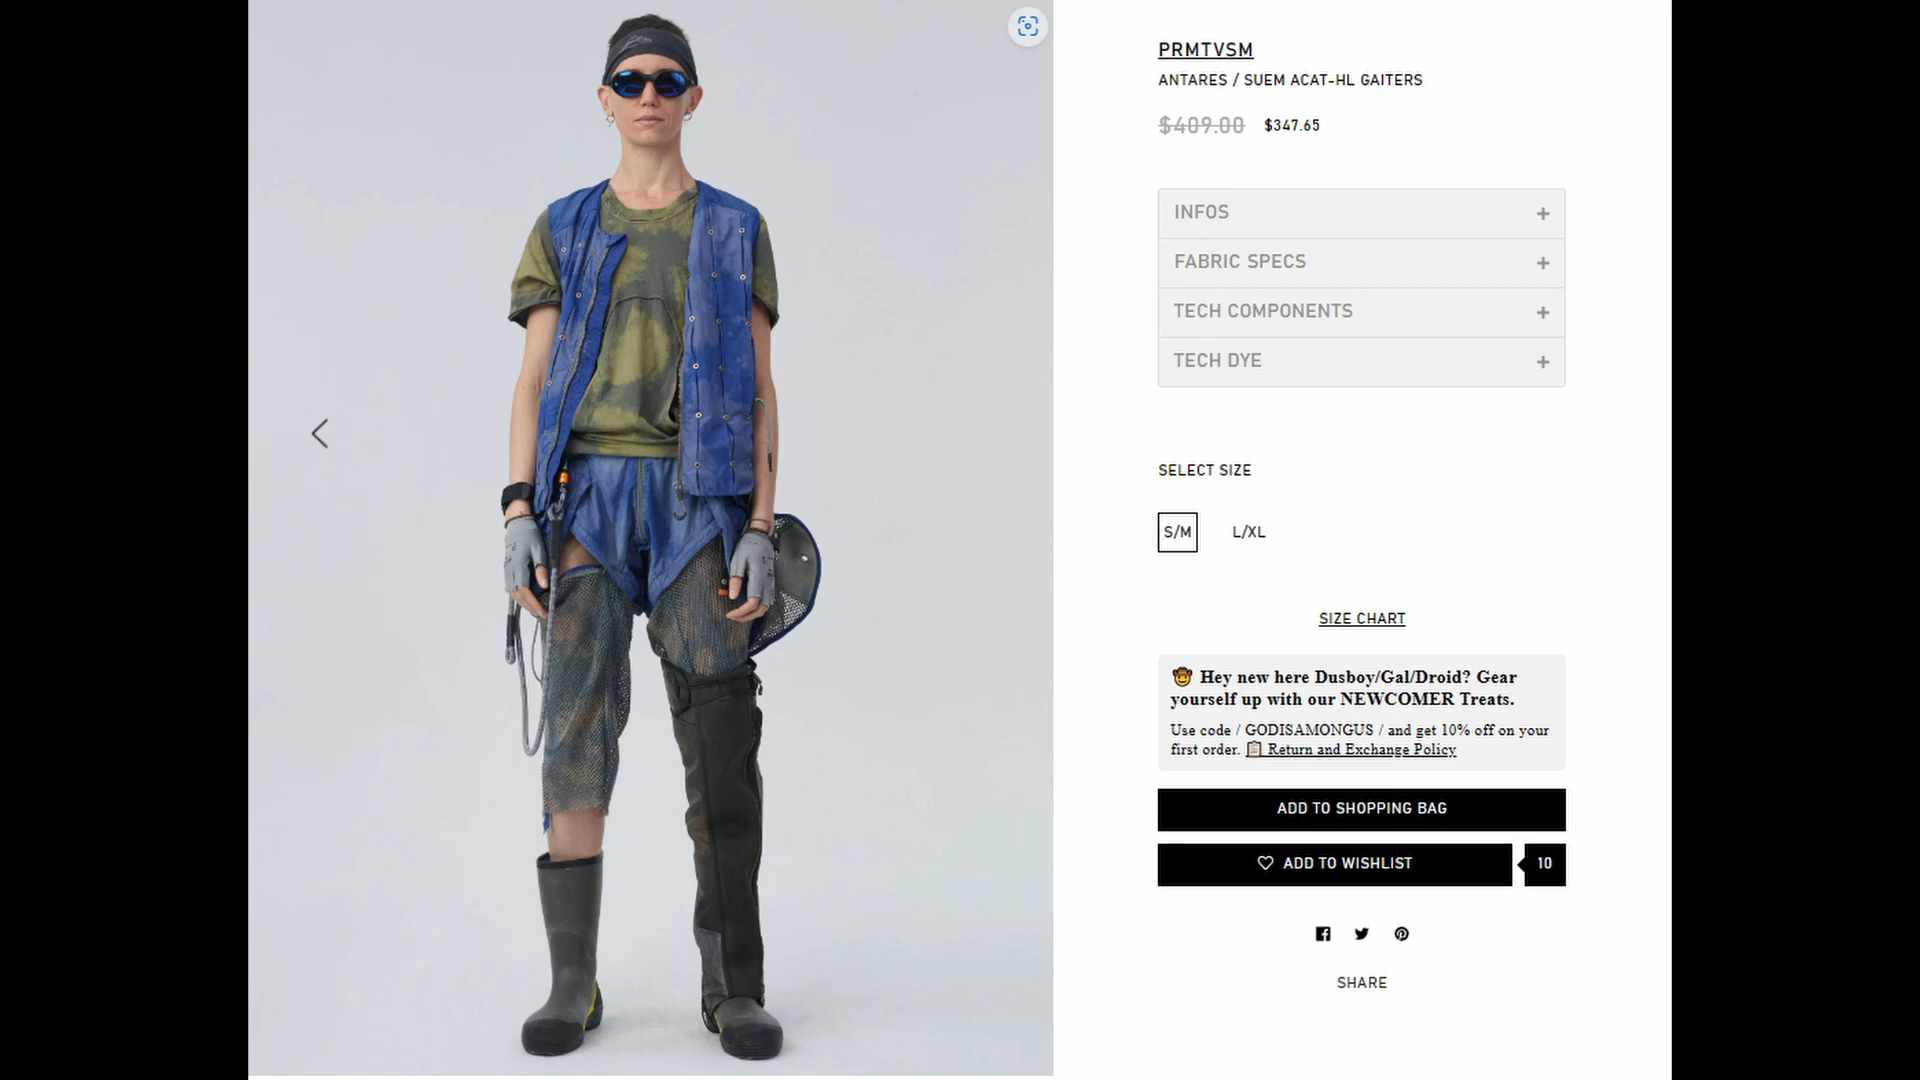 PRMTVSM
ANTARES / SUEM ACAT-HL GAITERS
$409.00 $347.65
INFOS +
FABRIC SPECS +
TECH COMPONENTS +
TECH DYE +
SELECT SIZE
S/M L/XL
SIZE CHART
🤠 Hey new here Dusboy/Gal/Droid? Gear
yourself up with our NEWCOMER Treats.
Use code / GODISAMONGUS / and get 10% off on your
first order. 📋 Return and Exchange Policy
ADD TO SHOPPING BAG
ADD TO WISHLIST 10
SHARE